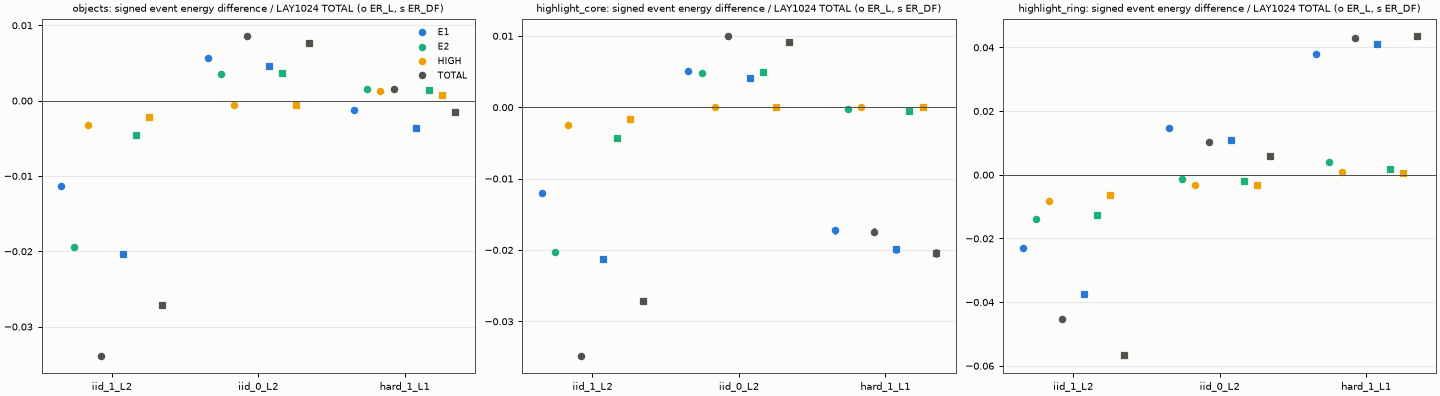 objects: signed event energy difference / LAY1024 TOTAL (o ER_L, s ER_DF)
0.01
0.00
−0.01
−0.02
−0.03
E1
E2
HIGH
TOTAL
iid_1_L2
iid_0_L2
hard_1_L1
highlight_core: signed event energy difference / LAY1024 TOTAL (o ER_L, s ER_DF)
0.01
0.00
−0.01
−0.02
−0.03
iid_1_L2
iid_0_L2
hard_1_L1
highlight_ring: signed event energy difference / LAY1024 TOTAL (o ER_L, s ER_DF)
0.04
0.02
0.00
−0.02
−0.04
−0.06
iid_1_L2
iid_0_L2
hard_1_L1